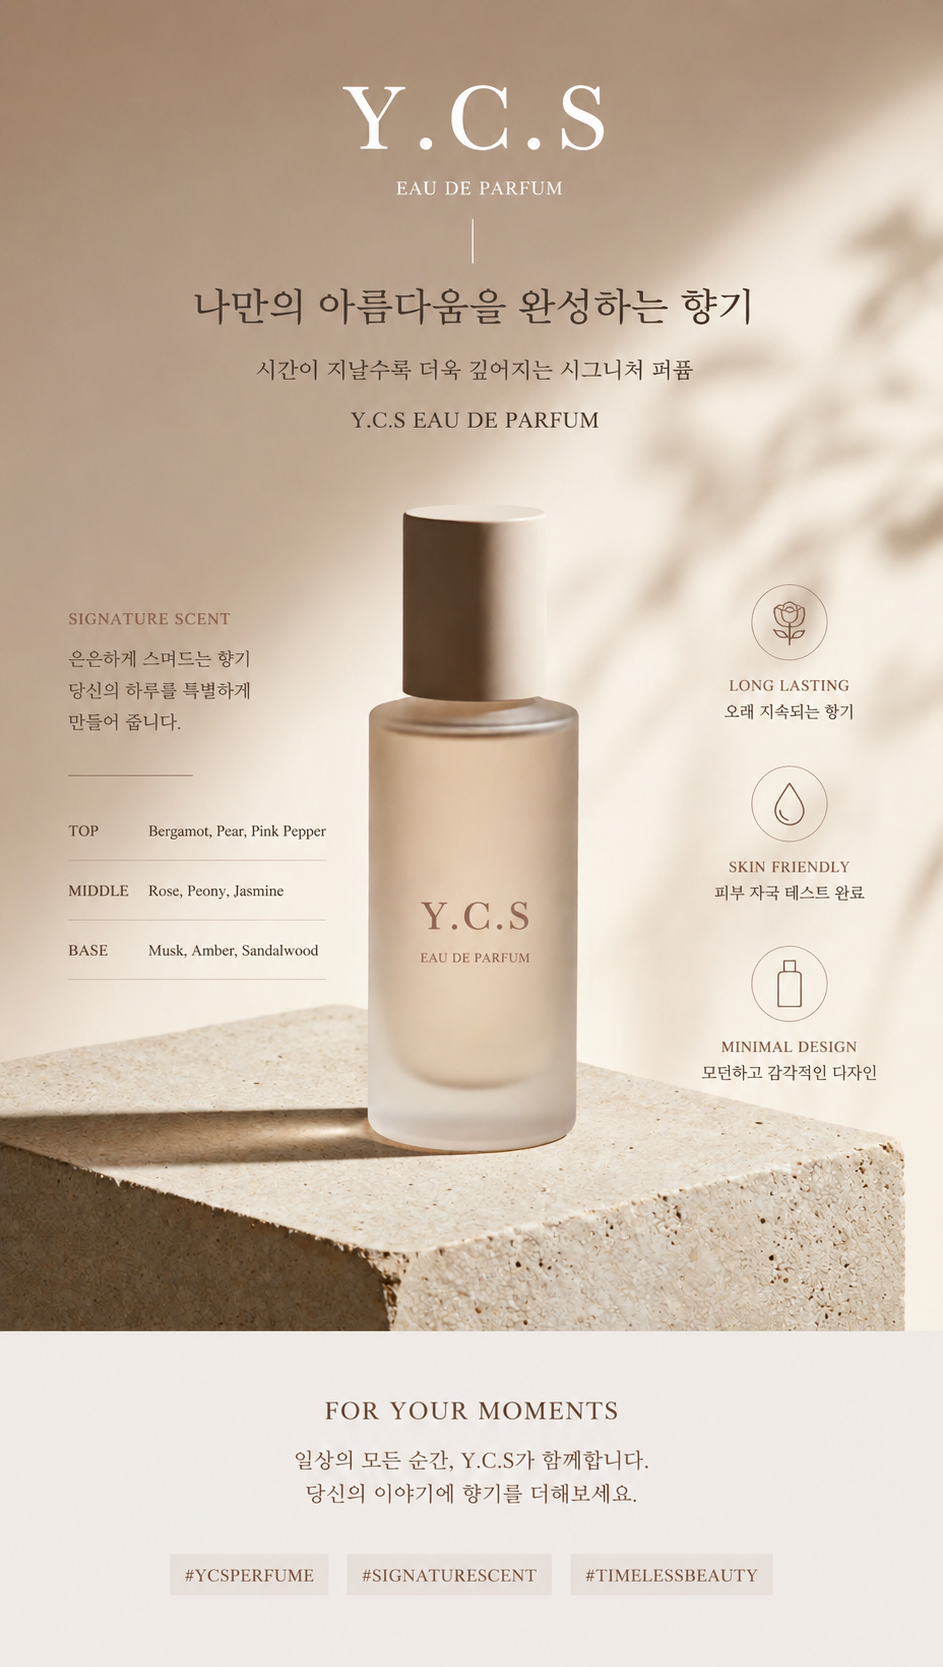 Y.C.S
EAU DE PARFUM
나만의 아름다움을 완성하는 향기
시간이 지날수록 더욱 깊어지는 시그니처 퍼퓸
Y.C.S EAU DE PARFUM
SIGNATURE SCENT
은은하게 스며드는 향기
당신의 하루를 특별하게
만들어 줍니다.
TOP Bergamot, Pear, Pink Pepper
MIDDLE Rose, Peony, Jasmine
BASE Musk, Amber, Sandalwood
Y.C.S
EAU DE PARFUM
LONG LASTING
오래 지속되는 향기
SKIN FRIENDLY
피부 자국 테스트 완료
MINIMAL DESIGN
모던하고 감각적인 디자인
FOR YOUR MOMENTS
일상의 모든 순간, Y.C.S가 함께합니다.
당신의 이야기에 향기를 더해보세요.
#YCSPERFUME #SIGNATURESCENT #TIMELESSBEAUTY